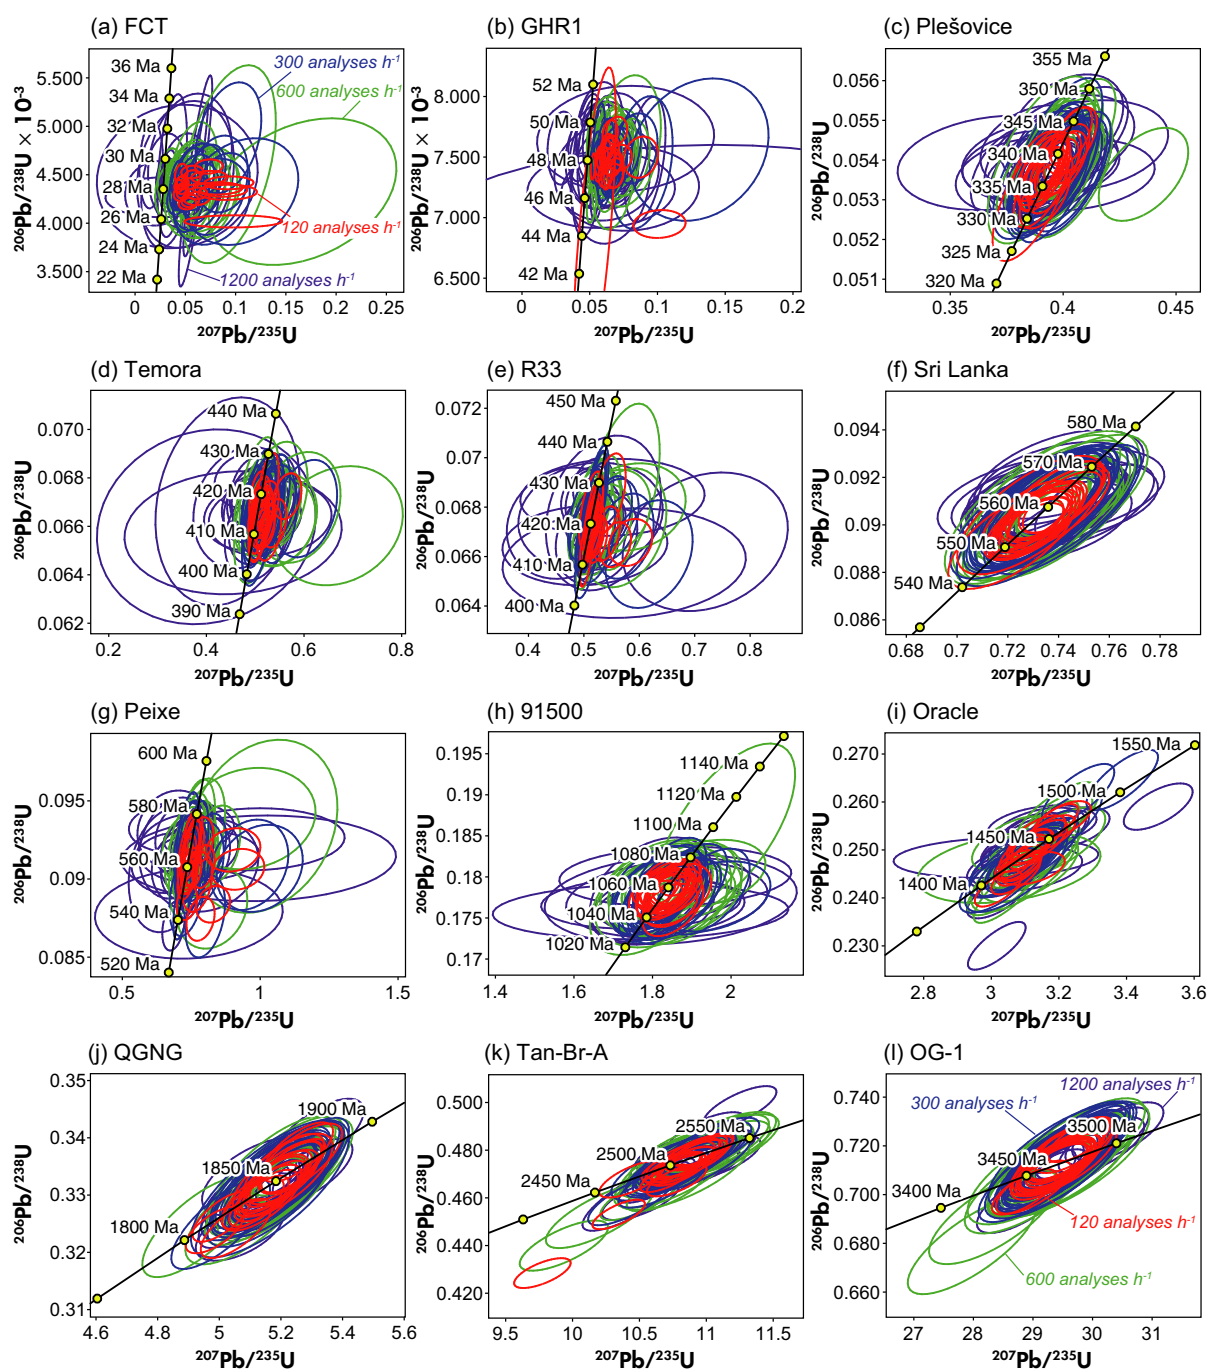 (a) FCT
36 Ma
34 Ma
32 Ma
30 Ma
28 Ma
26 Ma
24 Ma
22 Ma
300 analyses h⁻¹
600 analyses h⁻¹
120 analyses h⁻¹
1200 analyses h⁻¹
5.500
5.000
4.500
4.000
3.500
0 0.05 0.1 0.15 0.2 0.25
²⁰⁶Pb/²³⁸U × 10⁻³
²⁰⁷Pb/²³⁵U
(b) GHR1
52 Ma
50 Ma
48 Ma
46 Ma
44 Ma
42 Ma
8.000
7.500
7.000
6.500
0 0.05 0.1 0.15 0.2
²⁰⁶Pb/²³⁸U × 10⁻³
²⁰⁷Pb/²³⁵U
(c) Plešovice
355 Ma
350 Ma
345 Ma
340 Ma
335 Ma
330 Ma
325 Ma
320 Ma
0.056
0.055
0.054
0.053
0.052
0.051
0.35 0.4 0.45
²⁰⁶Pb/²³⁸U
²⁰⁷Pb/²³⁵U
(d) Temora
440 Ma
430 Ma
420 Ma
410 Ma
400 Ma
390 Ma
0.070
0.068
0.066
0.064
0.062
0.2 0.4 0.6 0.8
²⁰⁶Pb/²³⁸U
²⁰⁷Pb/²³⁵U
(e) R33
450 Ma
440 Ma
430 Ma
420 Ma
410 Ma
400 Ma
0.072
0.07
0.068
0.066
0.064
0.4 0.5 0.6 0.7 0.8
²⁰⁶Pb/²³⁸U
²⁰⁷Pb/²³⁵U
(f) Sri Lanka
580 Ma
570 Ma
560 Ma
550 Ma
540 Ma
0.094
0.092
0.09
0.088
0.086
0.68 0.7 0.72 0.74 0.76 0.78
²⁰⁶Pb/²³⁸U
²⁰⁷Pb/²³⁵U
(g) Peixe
600 Ma
580 Ma
560 Ma
540 Ma
520 Ma
0.095
0.09
0.085
0.5 1 1.5
²⁰⁶Pb/²³⁸U
²⁰⁷Pb/²³⁵U
(h) 91500
1140 Ma
1120 Ma
1100 Ma
1080 Ma
1060 Ma
1040 Ma
1020 Ma
0.195
0.19
0.185
0.18
0.175
0.17
1.4 1.6 1.8 2
²⁰⁶Pb/²³⁸U
²⁰⁷Pb/²³⁵U
(i) Oracle
1550 Ma
1500 Ma
1450 Ma
1400 Ma
0.270
0.260
0.250
0.240
0.230
2.8 3 3.2 3.4 3.6
²⁰⁶Pb/²³⁸U
²⁰⁷Pb/²³⁵U
(j) QGNG
1900 Ma
1850 Ma
1800 Ma
0.35
0.34
0.33
0.32
0.31
4.6 4.8 5 5.2 5.4 5.6
²⁰⁶Pb/²³⁸U
²⁰⁷Pb/²³⁵U
(k) Tan-Br-A
2550 Ma
2500 Ma
2450 Ma
0.500
0.480
0.460
0.440
0.420
9.5 10 10.5 11 11.5
²⁰⁶Pb/²³⁸U
²⁰⁷Pb/²³⁵U
(l) OG-1
1200 analyses h⁻¹
300 analyses h⁻¹
3500 Ma
3450 Ma
3400 Ma
120 analyses h⁻¹
600 analyses h⁻¹
0.740
0.720
0.700
0.680
0.660
27 28 29 30 31
²⁰⁶Pb/²³⁸U
²⁰⁷Pb/²³⁵U